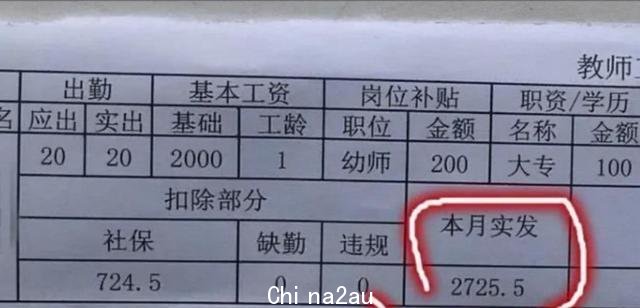 教师
出勤 基本工资 岗位补贴 职资/学历
名 应出 实出 基础 工龄 职位 金额 名称 金额
20 20 2000 1 幼师 200 大专 100
扣除部分 本月实发
社保 缺勤 违规
724.5 0 0 2725.5
Chi na2au